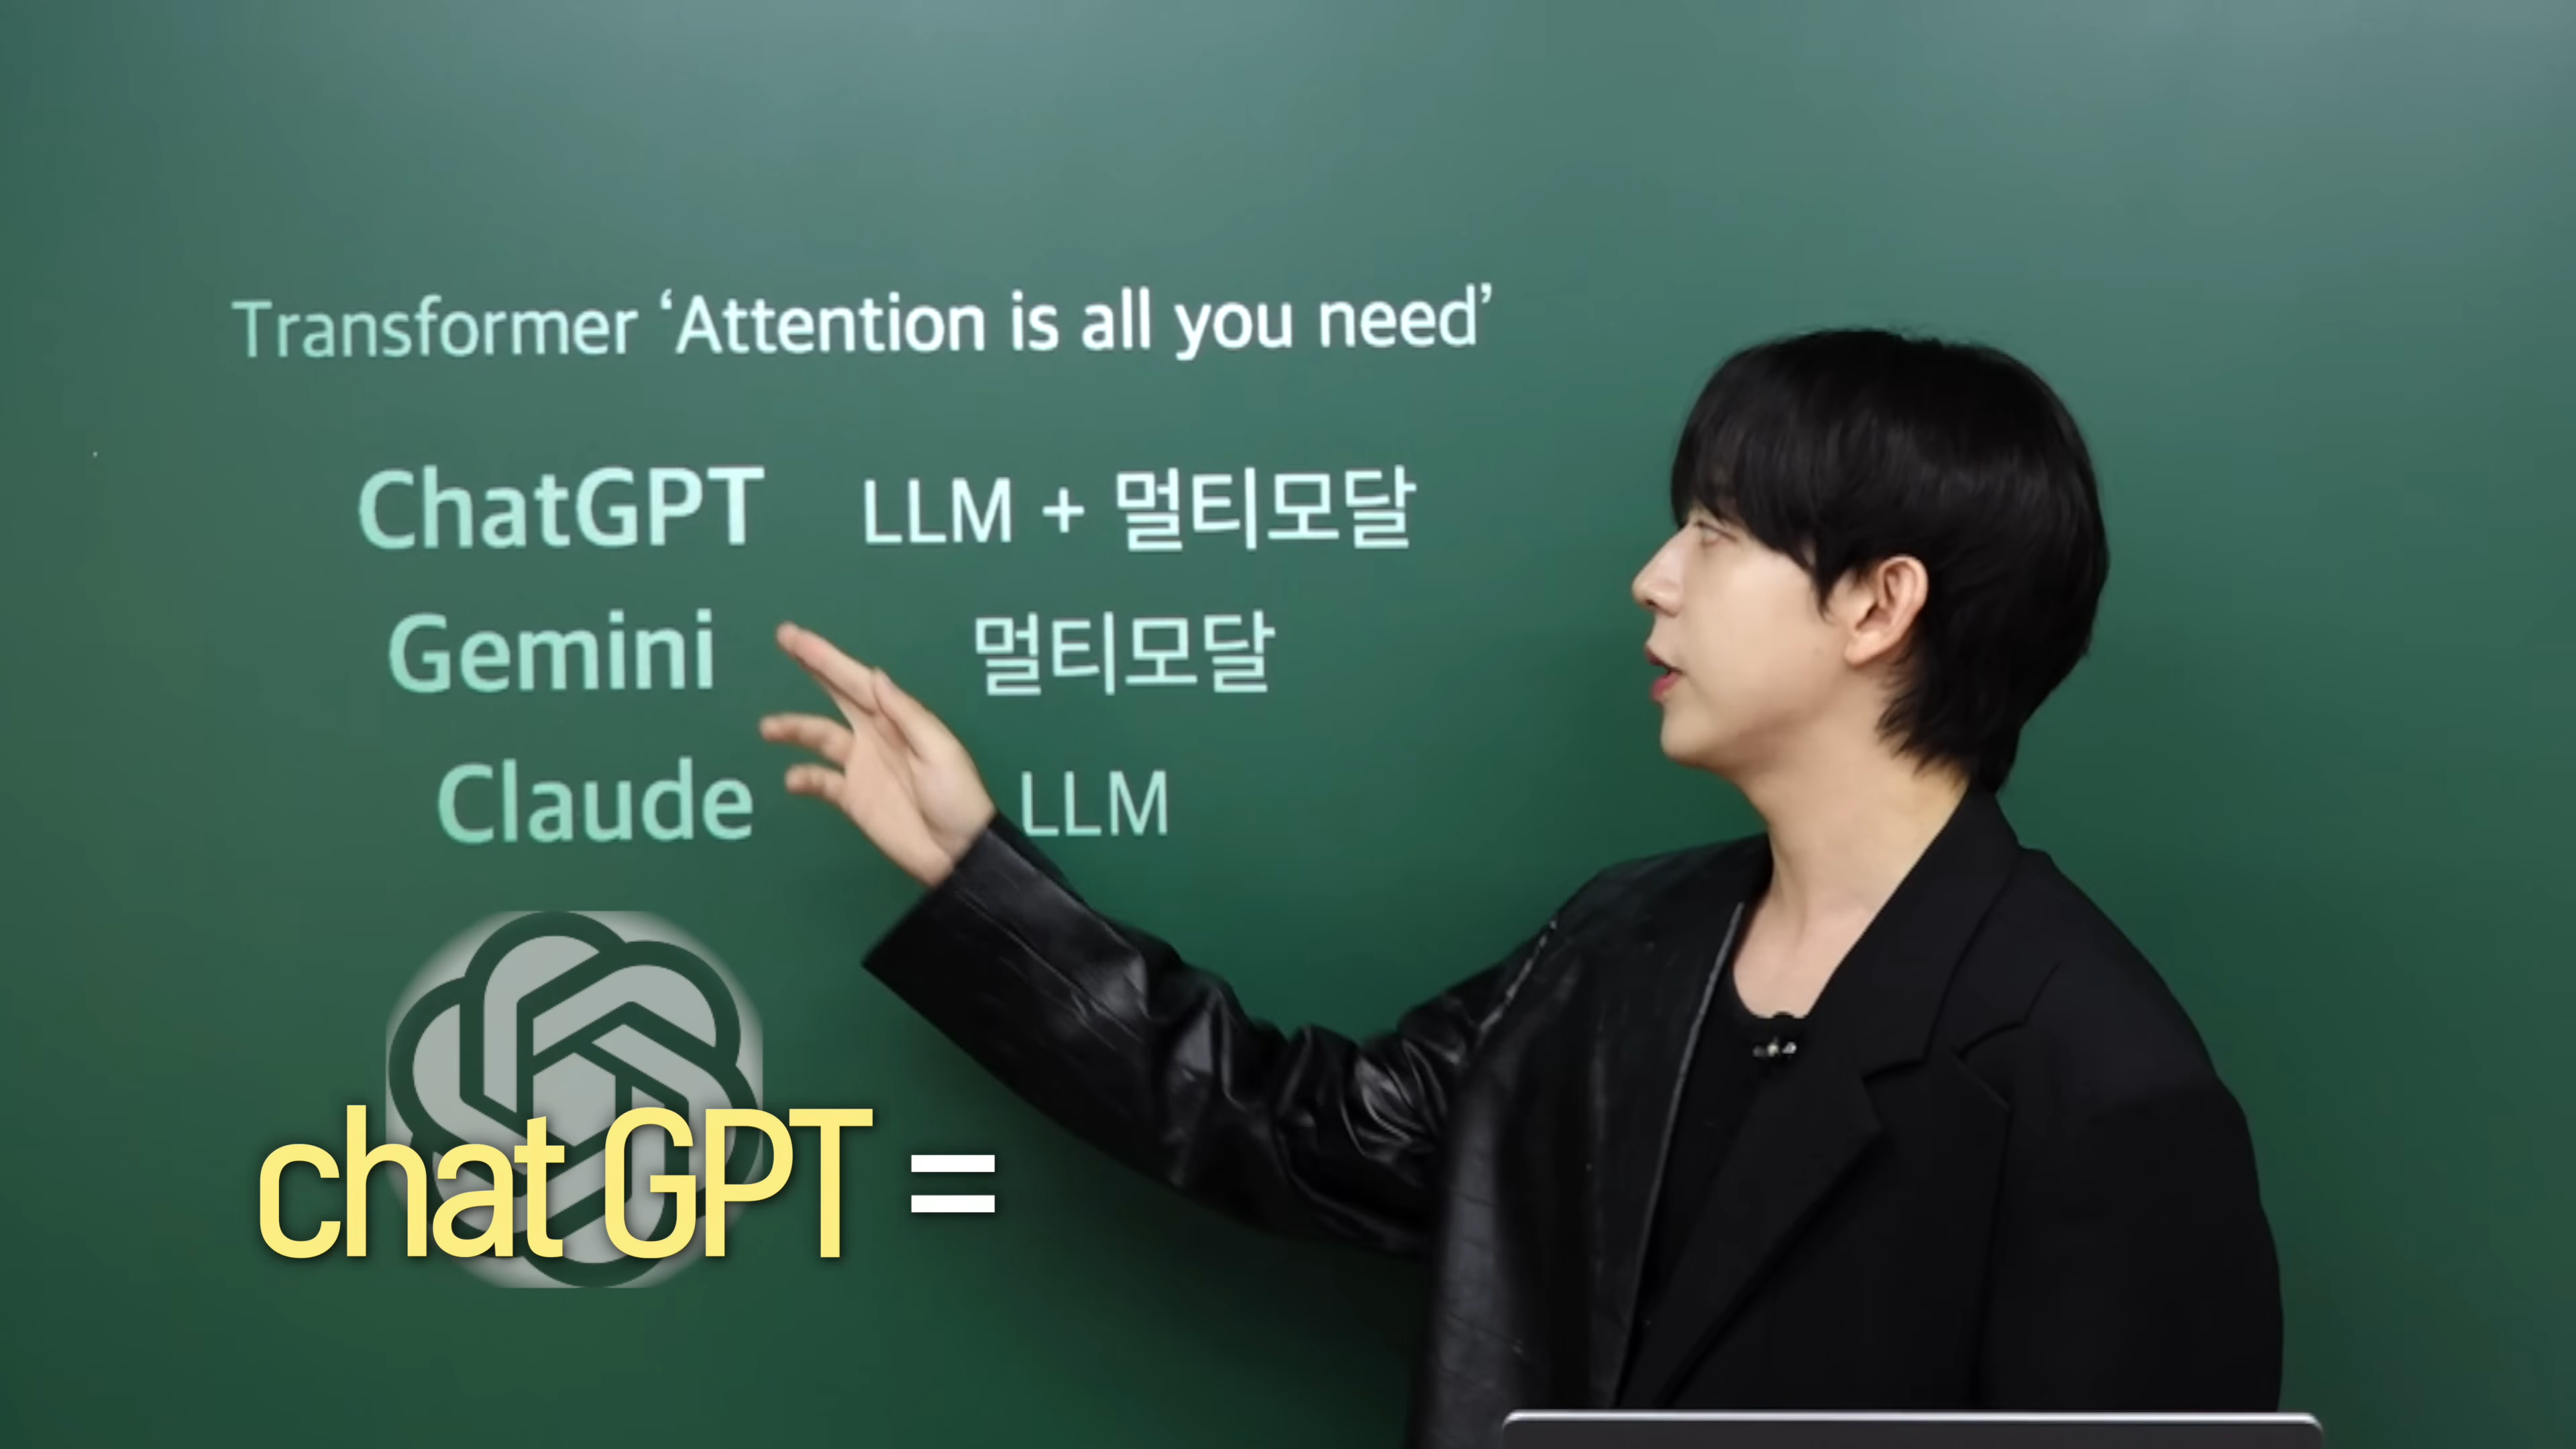 Transformer ‘Attention is all you need’
ChatGPT LLM + 멀티모달
Gemini 멀티모달
Claude LLM
chat GPT =